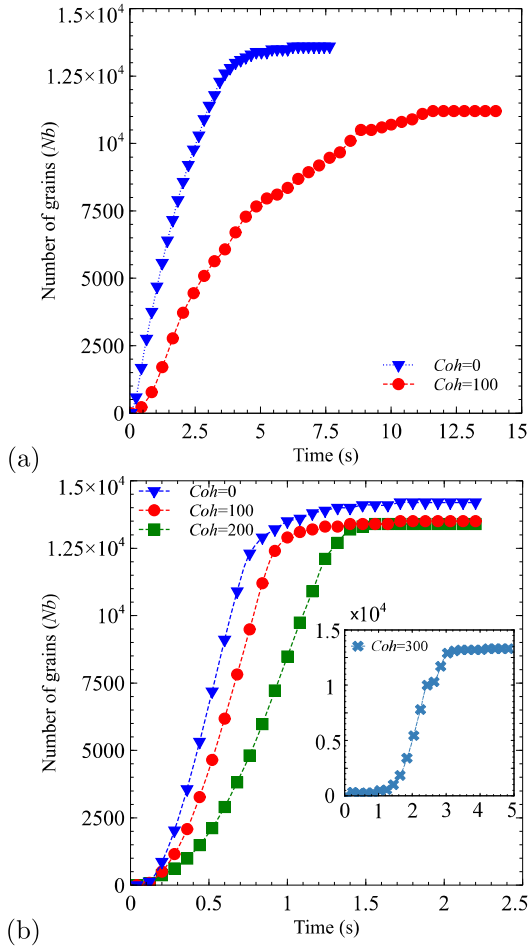 1.5×10⁴
1.25×10⁴
10⁴
7500
5000
2500
0
Number of grains (Nb)
Coh=0
Coh=100
0 2.5 5 7.5 10 12.5 15
Time (s)
(a)
1.5×10⁴
1.25×10⁴
10⁴
7500
5000
2500
0
Number of grains (Nb)
Coh=0
Coh=100
Coh=200
×10⁴
1.5
1
0.5
0
Coh=300
0 1 2 3 4 5
0 0.5 1 1.5 2 2.5
Time (s)
(b)